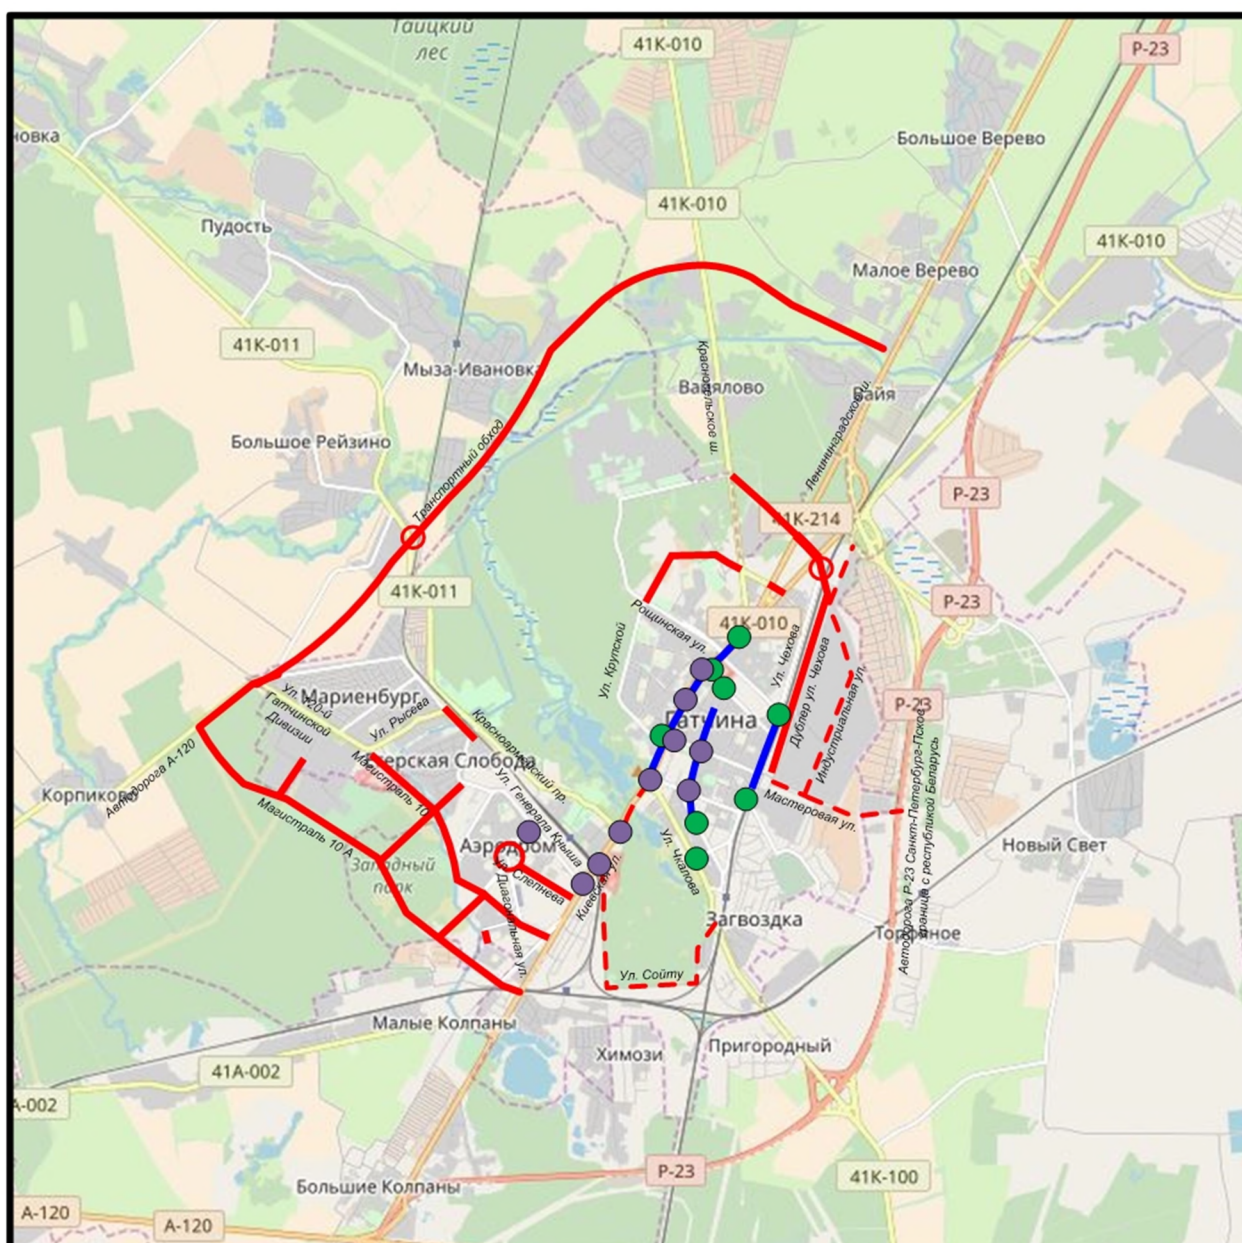 Таицкий
лес
41К-010
Р-23
новка
Большое Верево
41К-010
Пудость
41К-010
Малое Верево
41К-011
Мыза-Ивановка
Красносельское ш.
Вайялово
Ленинградское ш.
Вайя
Большое Рейзино
Транспортный обход
Р-23
41К-214
41К-011
Р-23
Рощинская ул.
41К-010
Ул. Крупской
Ул. Чехова
Дублер ул. Чехова
Индустриальная ул.
Мариенбург
Ул. 120-й
Гатчинской
Дивизии
Ул. Рысева
Красноармейский пр.
Гатчина
Р-23
Автодорога А-120
Магистраль 10
Егерская Слобода
Ул. Генерала Кныша
Корпиково
Магистраль 10 А
Мастеровая ул.
Автодорога Р-23 Санкт-Петербург-Псков
граница с республикой Беларусь
Западный
парк
Аэродром
Ул. Слепнева
Ул. Диагональная ул.
Киевская ул.
Ул. Чкалова
Новый Свет
Загвоздка
Торфяное
Ул. Сойту
Малые Колпаны
Химози
Пригородный
41А-002
А-002
Р-23
41К-100
Большие Колпаны
А-120
А-120